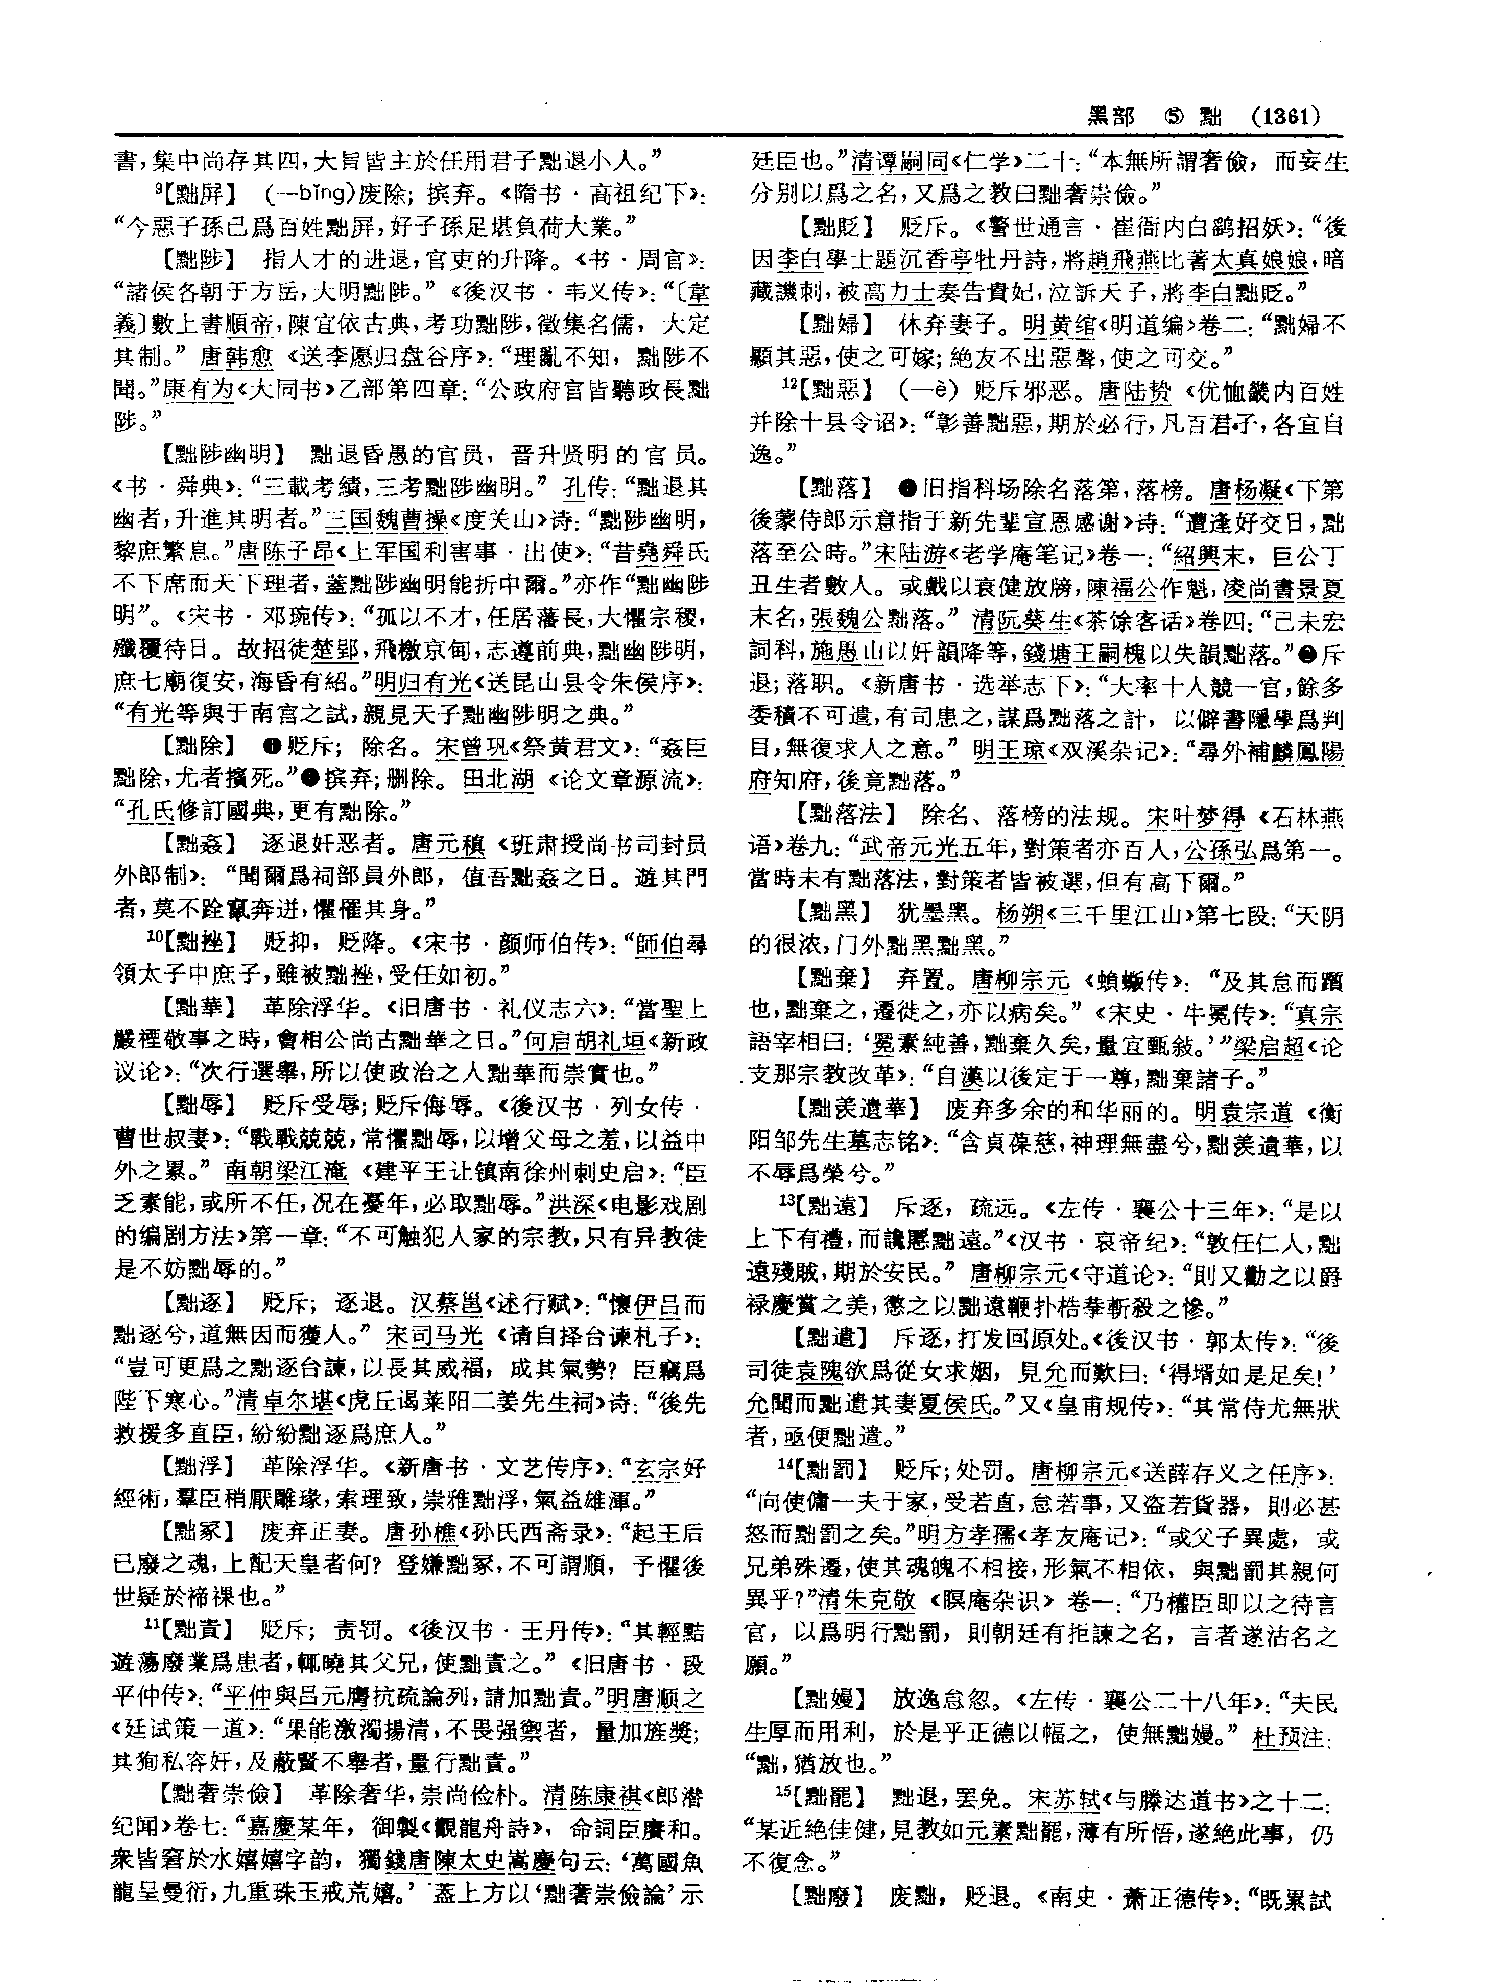 黑部 ⑤ 黜 (1361)
書，集中尚存其四，大旨皆主於任用君子黜退小人。”
⁹【黜屏】 (—bǐng)废除；摈弃。《隋书·高祖纪下》：
“今惡子孫已爲百姓黜屏，好子孫足堪負荷大業。”
【黜陟】 指人才的进退，官吏的升降。《书·周官》：
“諸侯各朝于方岳，大明黜陟。”《後汉书·韦义传》：“〔韋
義〕數上書順帝，陳宜依古典，考功黜陟，徵集名儒，大定
其制。”唐韩愈《送李愿归盘谷序》：“理亂不知，黜陟不
聞。”康有为《大同书》乙部第四章：“公政府官皆聽政長黜
陟。”
【黜陟幽明】 黜退昏愚的官员，晋升贤明的官员。
《书·舜典》：“三載考績，三考黜陟幽明。”孔传：“黜退其
幽者，升進其明者。”三国魏曹操《度关山》诗：“黜陟幽明，
黎庶繁息。”唐陈子昂《上军国利害事·出使》：“昔堯舜氏
不下席而天下理者，蓋黜陟幽明能折中爾。”亦作“黜幽陟
明”。《宋书·邓琬传》：“孤以不才，任居藩長，大懼宗稷，
殲覆待日。故招徒楚郢，飛檄京甸，志遵前典，黜幽陟明，
庶七廟復安，海昏有紹。”明归有光《送昆山县令朱侯序》：
“有光等與于南宫之試，親見天子黜幽陟明之典。”
【黜除】 ❶贬斥；除名。宋曾巩《祭黄君文》：“姦臣
黜除，尤者擯死。”❷摈弃；删除。田北湖《论文章源流》：
“孔氏修訂國典，更有黜除。”
【黜姦】 逐退奸恶者。唐元稹《班肃授尚书司封员
外郎制》：“聞爾爲祠部員外郎，值吾黜姦之日。遊其門
者，莫不跧竄奔迸，懼罹其身。”
¹⁰【黜挫】 贬抑，贬降。《宋书·颜师伯传》：“師伯尋
領太子中庶子，雖被黜挫，受任如初。”
【黜華】 革除浮华。《旧唐书·礼仪志六》：“當聖上
嚴禋敬事之時，會相公尚古黜華之日。”何启胡礼垣《新政
议论》：“次行選舉，所以使政治之人黜華而崇實也。”
【黜辱】 贬斥受辱；贬斥侮辱。《後汉书·列女传·
曹世叔妻》：“戰戰兢兢，常懼黜辱，以增父母之羞，以益中
外之累。”南朝梁江淹《建平王让镇南徐州刺史启》：“臣
乏素能，或所不任，况在憂年，必取黜辱。”洪深《电影戏剧
的编剧方法》第一章：“不可触犯人家的宗教，只有异教徒
是不妨黜辱的。”
【黜逐】 贬斥；逐退。汉蔡邕《述行赋》：“懷伊吕而
黜逐兮，道無因而獲人。”宋司马光《请自择台谏札子》：
“豈可更爲之黜逐台諫，以長其威福，成其氣勢？臣竊爲
陛下寒心。”清卓尔堪《虎丘谒莱阳二姜先生祠》诗：“後先
救援多直臣，紛紛黜逐爲庶人。”
【黜浮】 革除浮华。《新唐书·文艺传序》：“玄宗好
經術，羣臣稍厭雕瑑，索理致，崇雅黜浮，氣益雄渾。”
【黜冢】 废弃正妻。唐孙樵《孙氏西斋录》：“起王后
已廢之魂，上配天皇者何？登嫌黜冢，不可謂順，予懼後
世疑於禘祼也。”
¹¹【黜責】 贬斥；责罚。《後汉书·王丹传》：“其輕黠
遊蕩廢業爲患者，輒曉其父兄，使黜責之。”《旧唐书·段
平仲传》：“平仲與吕元膺抗疏論列，請加黜責。”明唐顺之
《廷试策一道》：“果能激濁揚清，不畏强禦者，量加旌獎；
其狥私容奸，及蔽賢不舉者，量行黜責。”
【黜奢崇儉】 革除奢华，崇尚俭朴。清陈康祺《郎潜
纪闻》卷七：“嘉慶某年，御製《觀龍舟詩》，命詞臣賡和。
衆皆窘於水嬉嬉字韵，獨錢唐陳太史嵩慶句云：‘萬國魚
龍呈曼衍，九重珠玉戒荒嬉。’蓋上方以‘黜奢崇儉論’示
廷臣也。”清谭嗣同《仁学》二十：“本無所謂奢儉，而妄生
分别以爲之名，又爲之教曰黜奢崇儉。”
【黜貶】 贬斥。《警世通言·崔衙内白鹞招妖》：“後
因李白學士題沉香亭牡丹詩，將趙飛燕比著太真娘娘，暗
藏譏刺，被高力士奏告貴妃，泣訴天子，將李白黜貶。”
【黜婦】 休弃妻子。明黄绾《明道编》卷二：“黜婦不
顯其惡，使之可嫁；絶友不出惡聲，使之可交。”
¹²【黜惡】 (—è) 贬斥邪恶。唐陆贽《优恤畿内百姓
并除十县令诏》：“彰善黜惡，期於必行，凡百君子，各宜自
逸。”
【黜落】 ❶旧指科场除名落第，落榜。唐杨凝《下第
後蒙侍郎示意指于新先辈宣恩感谢》诗：“遭逢好交日，黜
落至公時。”宋陆游《老学庵笔记》卷一：“紹興末，巨公丁
丑生者數人。或戲以衰健放牓，陳福公作魁，凌尚書景夏
末名，張魏公黜落。”清阮葵生《茶馀客话》卷四：“己未宏
詞科，施愚山以奸韻降等，錢塘王嗣槐以失韻黜落。”❷斥
退；落职。《新唐书·选举志下》：“大率十人競一官，餘多
委積不可遣，有司患之，謀爲黜落之計，以僻書隱學爲判
目，無復求人之意。”明王琼《双溪杂记》：“尋外補麟鳳陽
府知府，後竟黜落。”
【黜落法】 除名、落榜的法规。宋叶梦得《石林燕
语》卷九：“武帝元光五年，對策者亦百人，公孫弘爲第一。
當時未有黜落法，對策者皆被選，但有高下爾。”
【黜黑】 犹墨黑。杨朔《三千里江山》第七段：“天阴
的很浓，门外黜黑黜黑。”
【黜棄】 弃置。唐柳宗元《蝜蝂传》：“及其怠而躓
也，黜棄之，遷徙之，亦以病矣。”《宋史·牛冕传》：“真宗
語宰相曰：‘冕素純善，黜棄久矣，量宜甄敍。’”梁启超《论
支那宗教改革》：“自漢以後定于一尊，黜棄諸子。”
【黜羡遺華】 废弃多余的和华丽的。明袁宗道《衡
阳邹先生墓志铭》：“含貞葆慈，神理無盡兮，黜羡遺華，以
不辱爲榮兮。”
¹³【黜遠】 斥逐，疏远。《左传·襄公十三年》：“是以
上下有禮，而讒慝黜遠。”《汉书·哀帝纪》：“敦任仁人，黜
遠殘賊，期於安民。”唐柳宗元《守道论》：“則又勸之以爵
禄慶賞之美，懲之以黜遠鞭扑梏拲斬殺之慘。”
【黜遣】 斥逐，打发回原处。《後汉书·郭太传》：“後
司徒袁隗欲爲從女求姻，見允而歎曰：‘得壻如是足矣！’
允聞而黜遣其妻夏侯氏。”又《皇甫规传》：“其常侍尤無狀
者，亟便黜遣。”
¹⁴【黜罰】 贬斥；处罚。唐柳宗元《送薛存义之任序》：
“向使傭一夫于家，受若直，怠若事，又盗若貨器，則必甚
怒而黜罰之矣。”明方孝孺《孝友庵记》：“或父子異處，或
兄弟殊遷，使其魂魄不相接，形氣不相依，與黜罰其親何
異乎？”清朱克敬《暝庵杂识》卷一：“乃權臣即以之待言
官，以爲明行黜罰，則朝廷有拒諫之名，言者遂沽名之
願。”
【黜嫚】 放逸怠忽。《左传·襄公二十八年》：“夫民
生厚而用利，於是乎正德以幅之，使無黜嫚。”杜预注：
“黜，猶放也。”
¹⁵【黜罷】 黜退，罢免。宋苏轼《与滕达道书》之十二：
“某近絶佳健，見教如元素黜罷，薄有所悟，遂絶此事，仍
不復念。”
【黜廢】 废黜，贬退。《南史·萧正德传》：“既累試